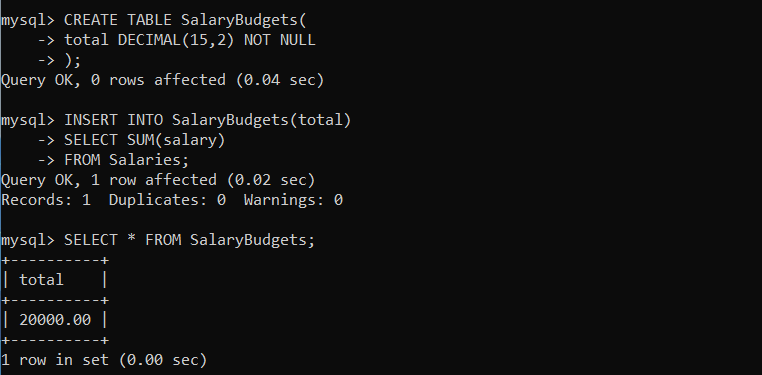 mysql> CREATE TABLE SalaryBudgets(
    -> total DECIMAL(15,2) NOT NULL
    -> );
Query OK, 0 rows affected (0.04 sec)

mysql> INSERT INTO SalaryBudgets(total)
    -> SELECT SUM(salary)
    -> FROM Salaries;
Query OK, 1 row affected (0.02 sec)
Records: 1  Duplicates: 0  Warnings: 0

mysql> SELECT * FROM SalaryBudgets;
+----------+
| total    |
+----------+
| 20000.00 |
+----------+
1 row in set (0.00 sec)